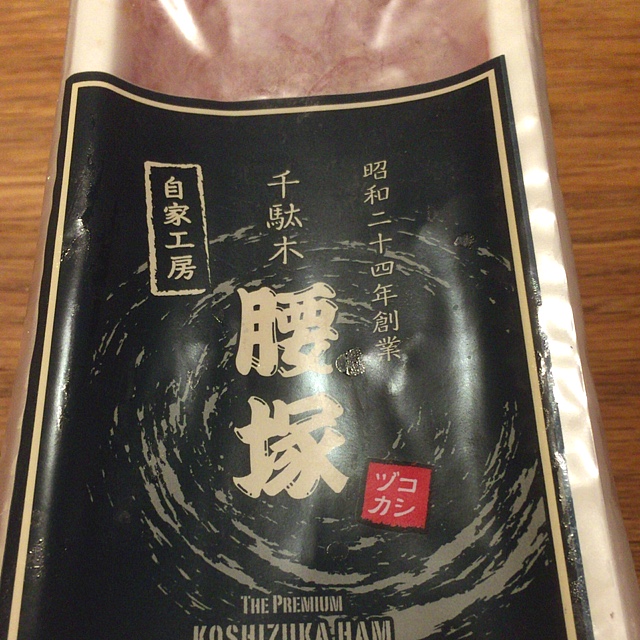 昭和二十四年創業
千駄木
腰塚
コシ
ヅカ
自家工房
THE PREMIUM
KOSHIZUKA-HAM